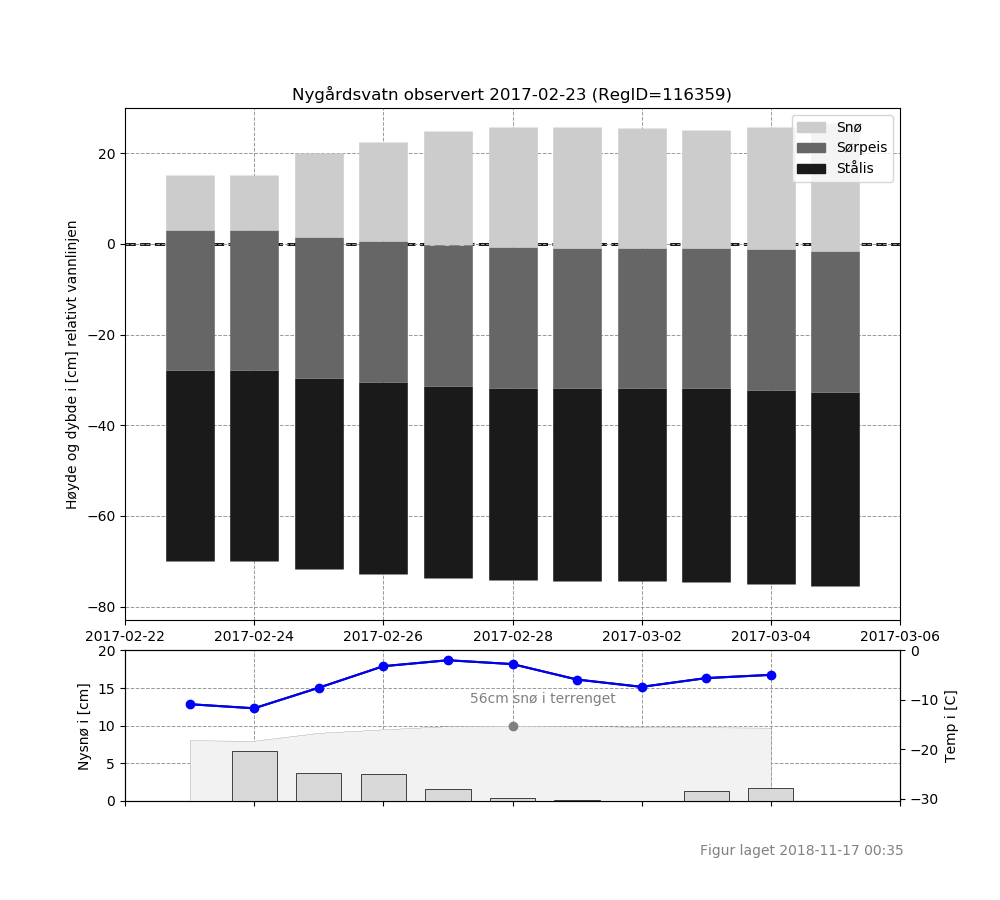 Nygårdsvatn observert 2017-02-23 (RegID=116359)
Snø
Sørpeis
Stålis
Høyde og dybde i [cm] relativt vannlinjen
20
0
−20
−40
−60
−80
2017-02-22 2017-02-24 2017-02-26 2017-02-28 2017-03-02 2017-03-04 2017-03-06
Nysnø i [cm]
20
15
10
5
0
56cm snø i terrenget
0
−10
−20
−30
Temp i [C]
Figur laget 2018-11-17 00:35